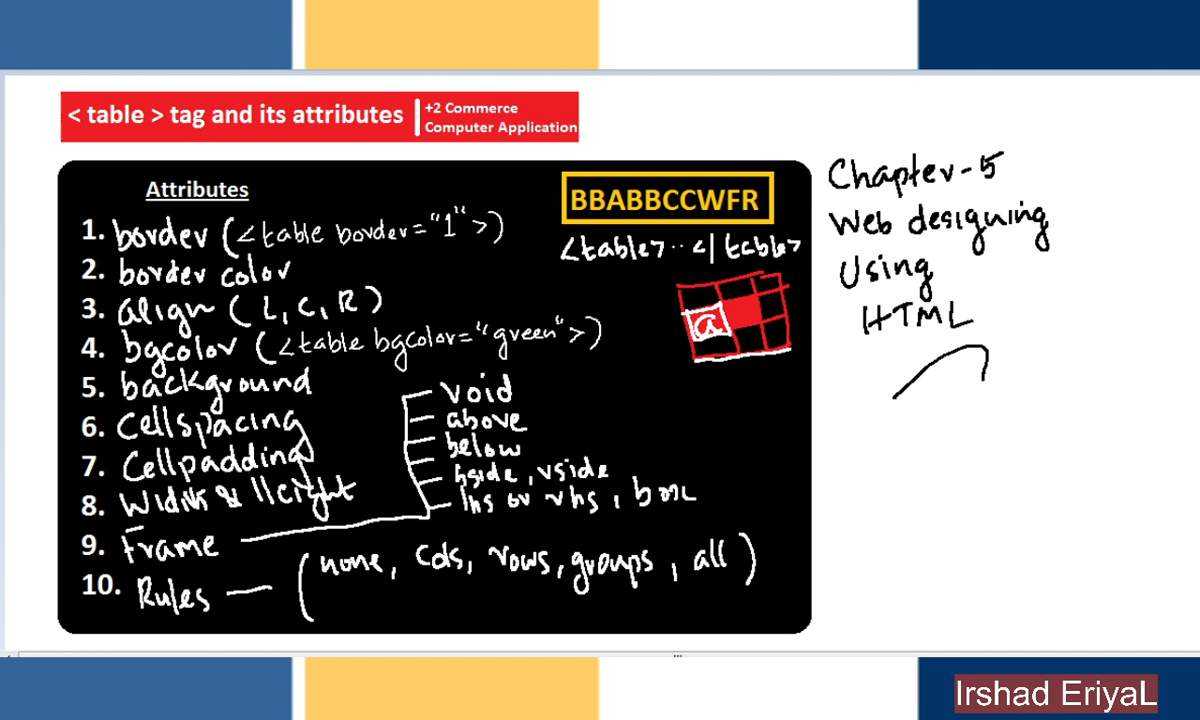 < table > tag and its attributes
+2 Commerce
Computer Application
Attributes
BBABBCCWFR
1. border (<table border="1">)
<table>..</table>
2. border color
3. align (L, C, R)
4. bgcolor (<table bgcolor="green">)
a
5. background
6. Cellspacing
7. Cellpadding
8. Width & Height
9. Frame
void
above
below
hside, vside
lhs or rhs, box
10. Rules - (none, cols, rows, groups, all)
Chapter-5
Web designing
Using
HTML
Irshad EriyaL